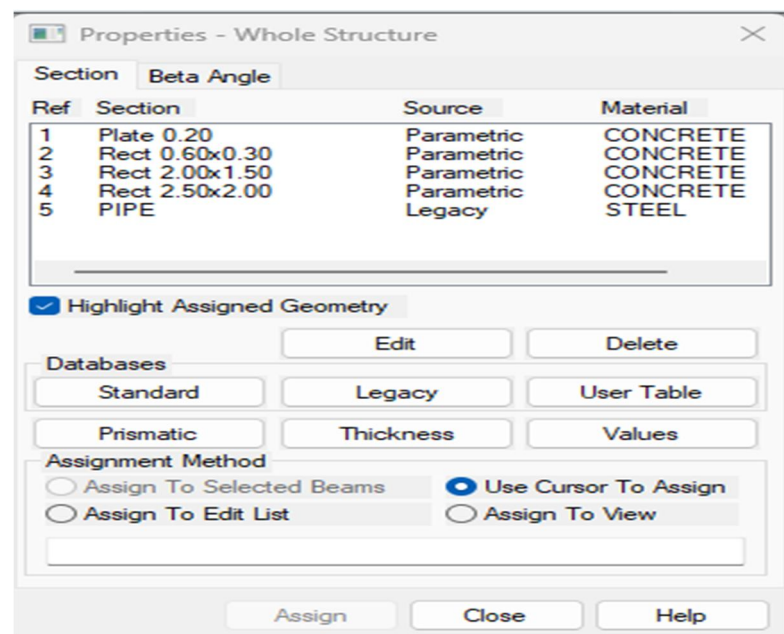 Properties - Whole Structure
Section Beta Angle
Ref Section Source Material
1 Plate 0.20 Parametric CONCRETE
2 Rect 0.60x0.30 Parametric CONCRETE
3 Rect 2.00x1.50 Parametric CONCRETE
4 Rect 2.50x2.00 Parametric CONCRETE
5 PIPE Legacy STEEL
Highlight Assigned Geometry
Edit Delete
Databases
Standard Legacy User Table
Prismatic Thickness Values
Assignment Method
Assign To Selected Beams Use Cursor To Assign
Assign To Edit List Assign To View
Assign Close Help